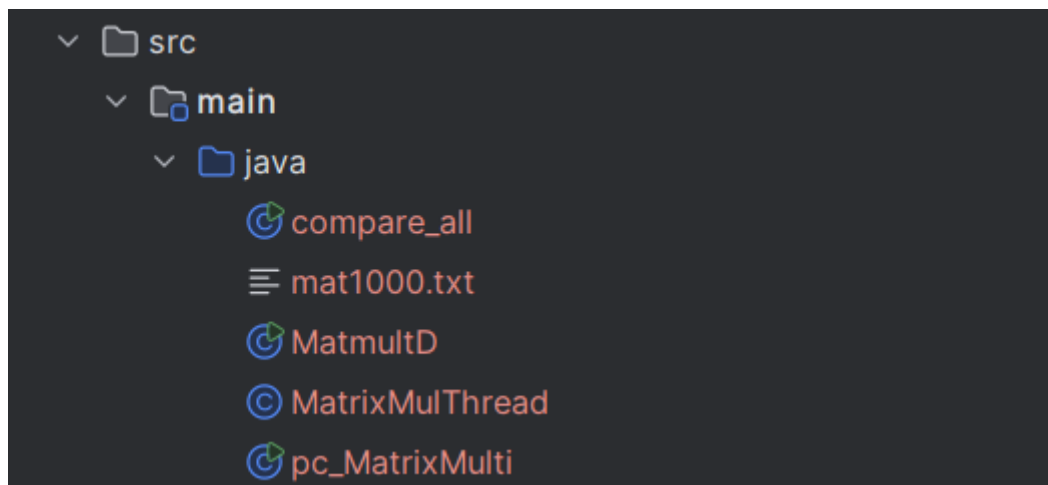 src
main
java
compare_all
mat1000.txt
MatmultD
MatrixMulThread
pc_MatrixMulti